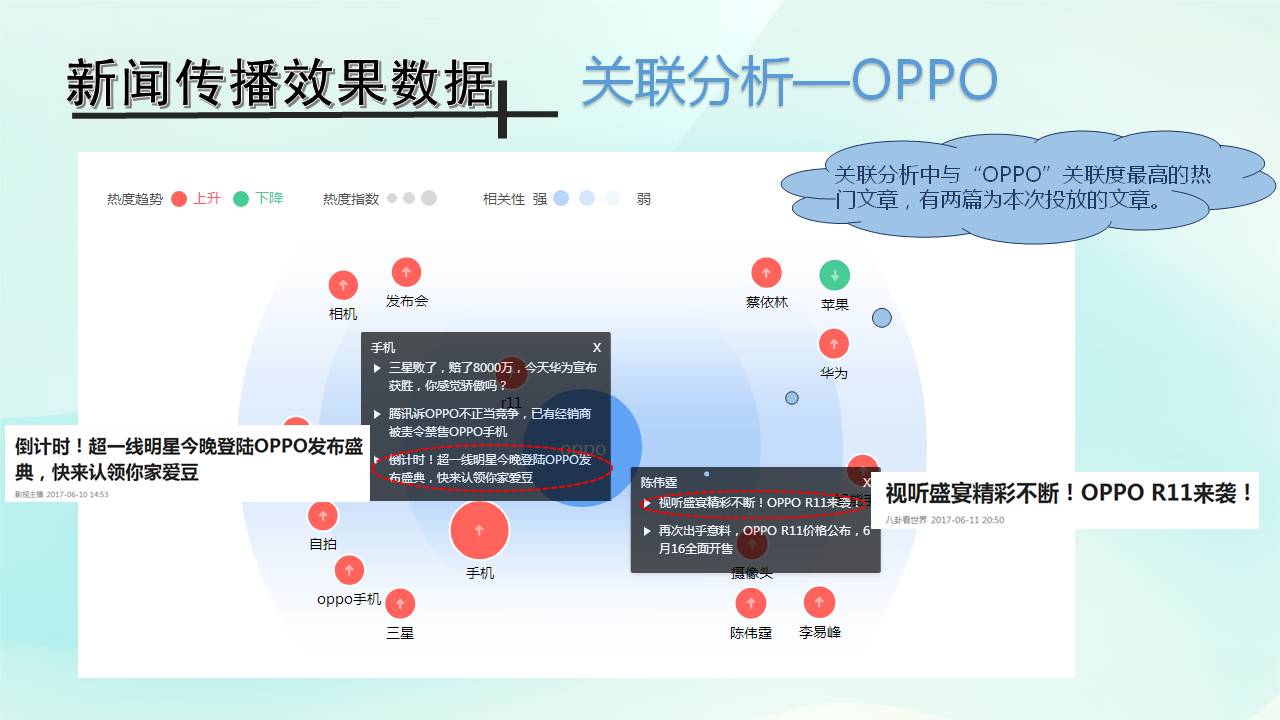 新闻传播效果数据
关联分析—OPPO
关联分析中与“OPPO”关联度最高的热
门文章，有两篇为本次投放的文章。
热度趋势 上升 下降 热度指数 相关性 强 弱
相机
发布会
蔡依林
苹果
华为
手机 X
三星败了，赔了8000万，今天华为宣布
获胜，你感觉骄傲吗？
r11
腾讯诉OPPO不正当竞争，已有经销商
被责令禁售OPPO手机
oppo
倒计时！超一线明星今晚登陆OPPO发
布盛典，快来认领你家爱豆
倒计时！超一线明星今晚登陆OPPO发布盛
典，快来认领你家爱豆
影视主播 2017-06-10 14:53
陈伟霆 X
视听盛宴精彩不断！OPPO R11来袭！
再次出乎意料，OPPO R11价格公布，6
月16全面开售
视听盛宴精彩不断！OPPO R11来袭！
八卦看世界 2017-06-11 20:50
自拍
手机
摄像头
oppo手机
三星
陈伟霆
李易峰